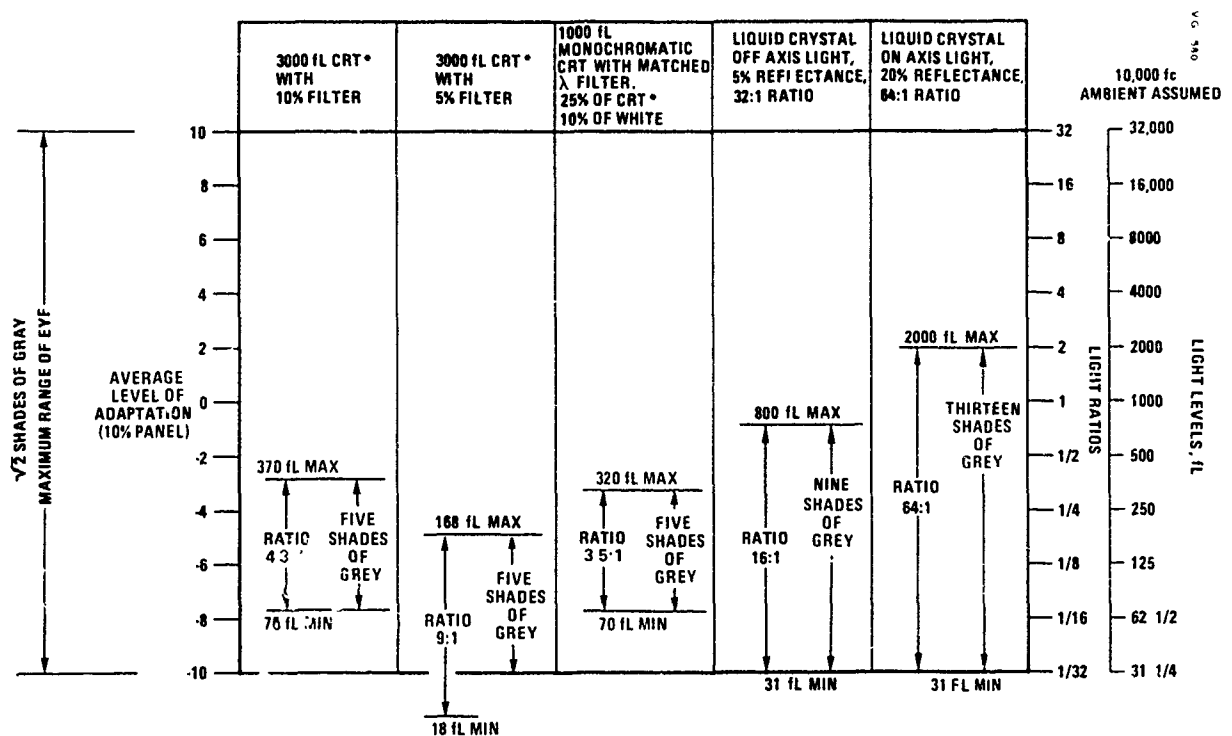 3000 fL CRT*
WITH
10% FILTER
3000 fL CRT*
WITH
5% FILTER
1000 fL
MONOCHROMATIC
CRT WITH MATCHED
λ FILTER.
25% OF CRT*
10% OF WHITE
LIQUID CRYSTAL
OFF AXIS LIGHT,
5% REFLECTANCE,
32:1 RATIO
LIQUID CRYSTAL
ON AXIS LIGHT,
20% REFLECTANCE,
64:1 RATIO
10,000 fc
AMBIENT ASSUMED
√2 SHADES OF GRAY
MAXIMUM RANGE OF EYE
AVERAGE
LEVEL OF
ADAPTATION
(10% PANEL)
10
8
6
4
2
0
-2
-4
-6
-8
-10
370 fL MAX
RATIO
FIVE
SHADES
OF
GREY
76 fL MIN
168 fL MAX
RATIO
9:1
FIVE
SHADES
OF
GREY
18 fL MIN
320 fL MAX
RATIO
3 5:1
FIVE
SHADES
OF
GREY
70 fL MIN
800 fL MAX
RATIO
16:1
NINE
SHADES
OF
GREY
31 fL MIN
2000 fL MAX
RATIO
64:1
THIRTEEN
SHADES
OF
GREY
31 FL MIN
32
16
8
4
2
1
1/2
1/4
1/8
1/16
1/32
LIGHT RATIOS
32,000
16,000
8000
4000
2000
1000
500
250
125
62 1/2
31 1/4
LIGHT LEVELS, fL